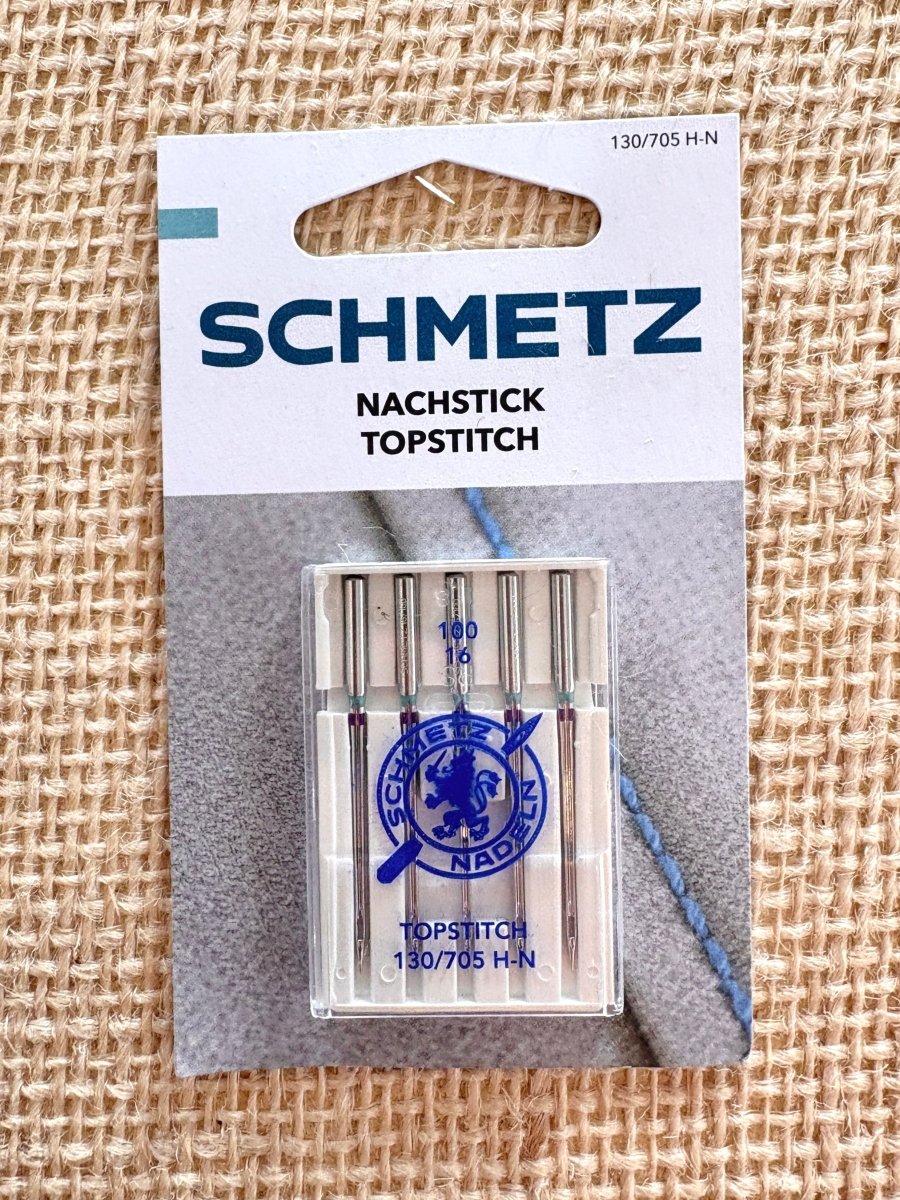 130/705 H-N
SCHMETZ
NACHSTICK
TOPSTITCH
100
16
SCHMETZ
NADELN
TOPSTITCH
130/705 H-N